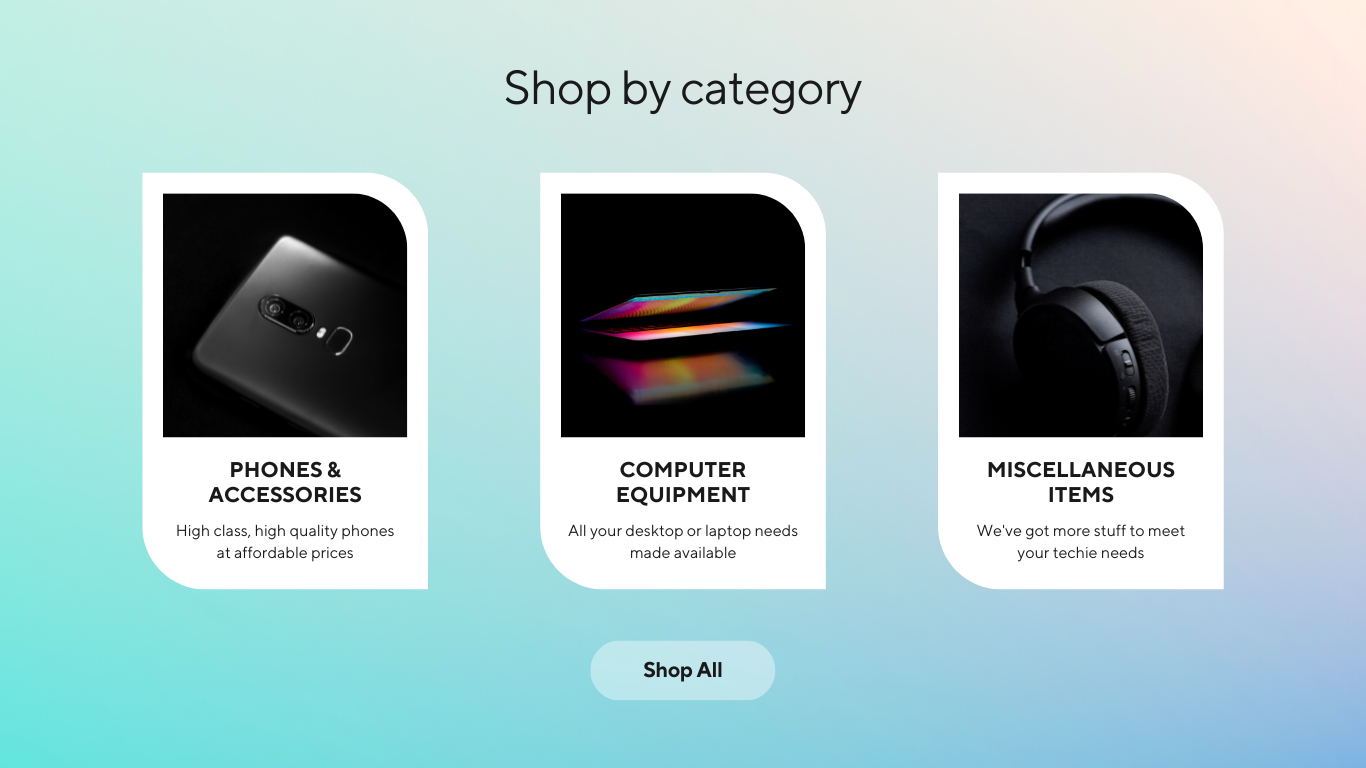 Shop by category
PHONES &
ACCESSORIES
High class, high quality phones
at affordable prices
COMPUTER
EQUIPMENT
All your desktop or laptop needs
made available
MISCELLANEOUS
ITEMS
We've got more stuff to meet
your techie needs
Shop All